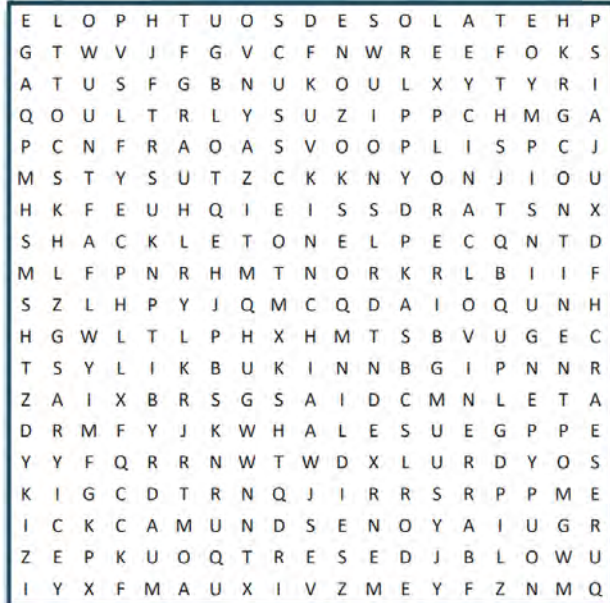 E L O P H T U O S D E S O L A T E H P
G T W V J F G V C F N W R E E F O K S
A T U S F G B N U K O U L X Y T Y R I
Q O U L T R L Y S U Z I P P C H M G A
P C N F R A O A S V O O P L I S P C J
M S T Y S U T Z C K K N Y O N J I O U
H K F E U H Q I E I S S D R A T S N X
S H A C K L E T O N E L P E C Q N T D
M L F P N R H M T N O R K R L B I I F
S Z L H P Y J Q M C Q D A I O Q U N H
H G W L T L P H X H M T S B V U G E C
T S Y L I K B U K I N N B G I P N N R
Z A I X B R S G S A I D C M N L E T A
D R M F Y J K W H A L E S U E G P P E
Y Y F Q R R N W T W D X L U R D Y O S
K I G C D T R N Q J I R R S R P P M E
I C K C A M U N D S E N O Y A I U G R
Z E P K U O Q T R E S E D J B L O W U
I Y X F M A U X I V Z M E Y F Z N M Q